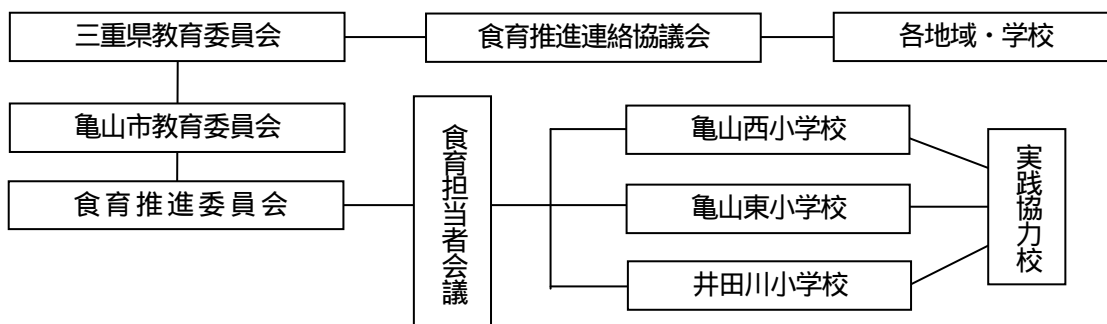 三重県教育委員会
食育推進連絡協議会
各地域・学校
亀山市教育委員会
食育推進委員会
食育担当者会議
亀山西小学校
亀山東小学校
井田川小学校
実践協力校